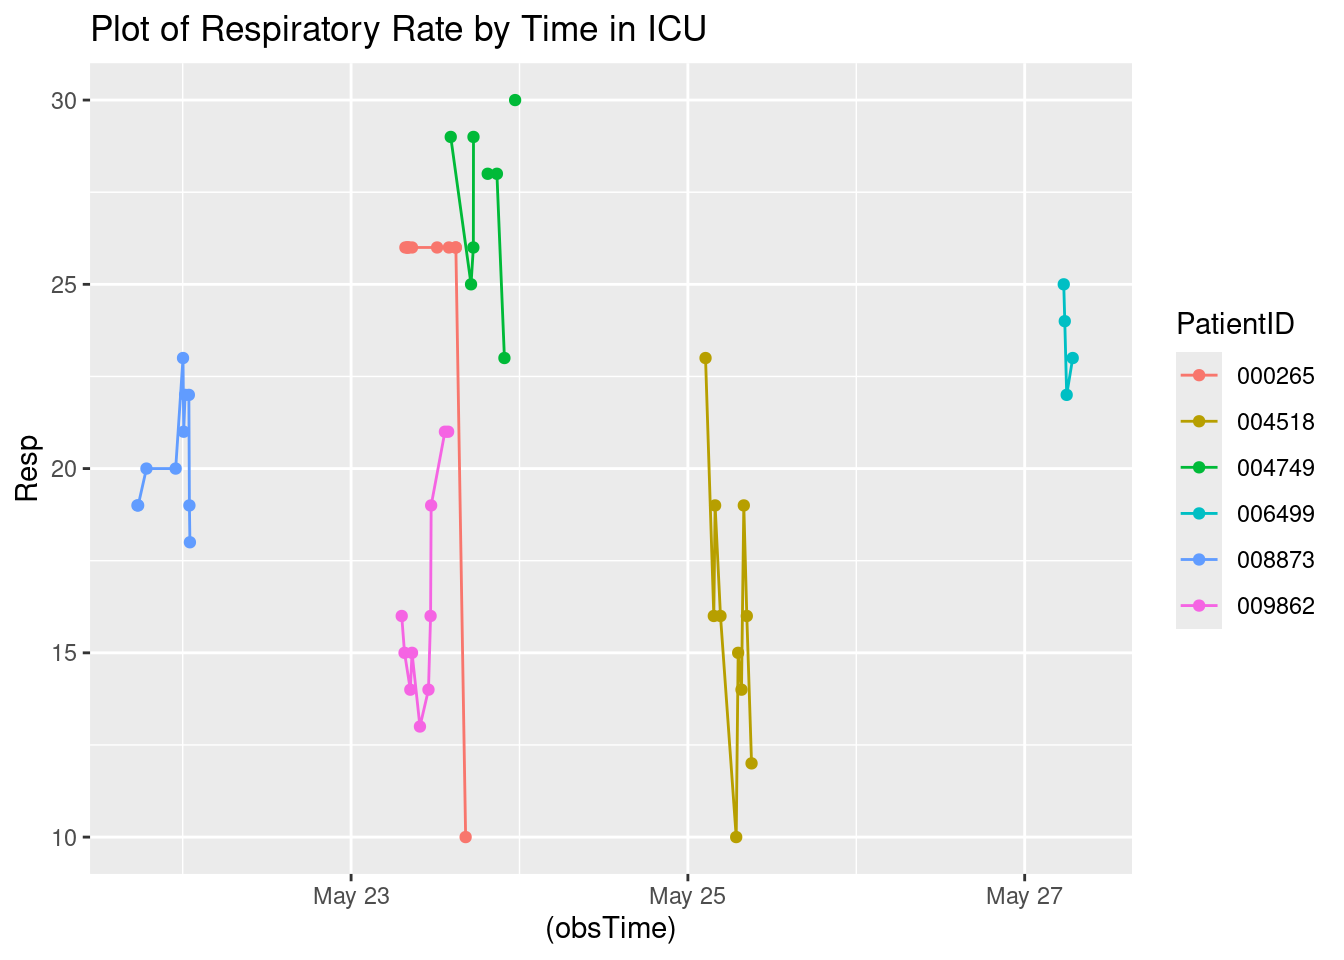 Plot of Respiratory Rate by Time in ICU
30
25
20
15
10
Resp
May 23
May 25
May 27
(obsTime)
PatientID
000265
004518
004749
006499
008873
009862